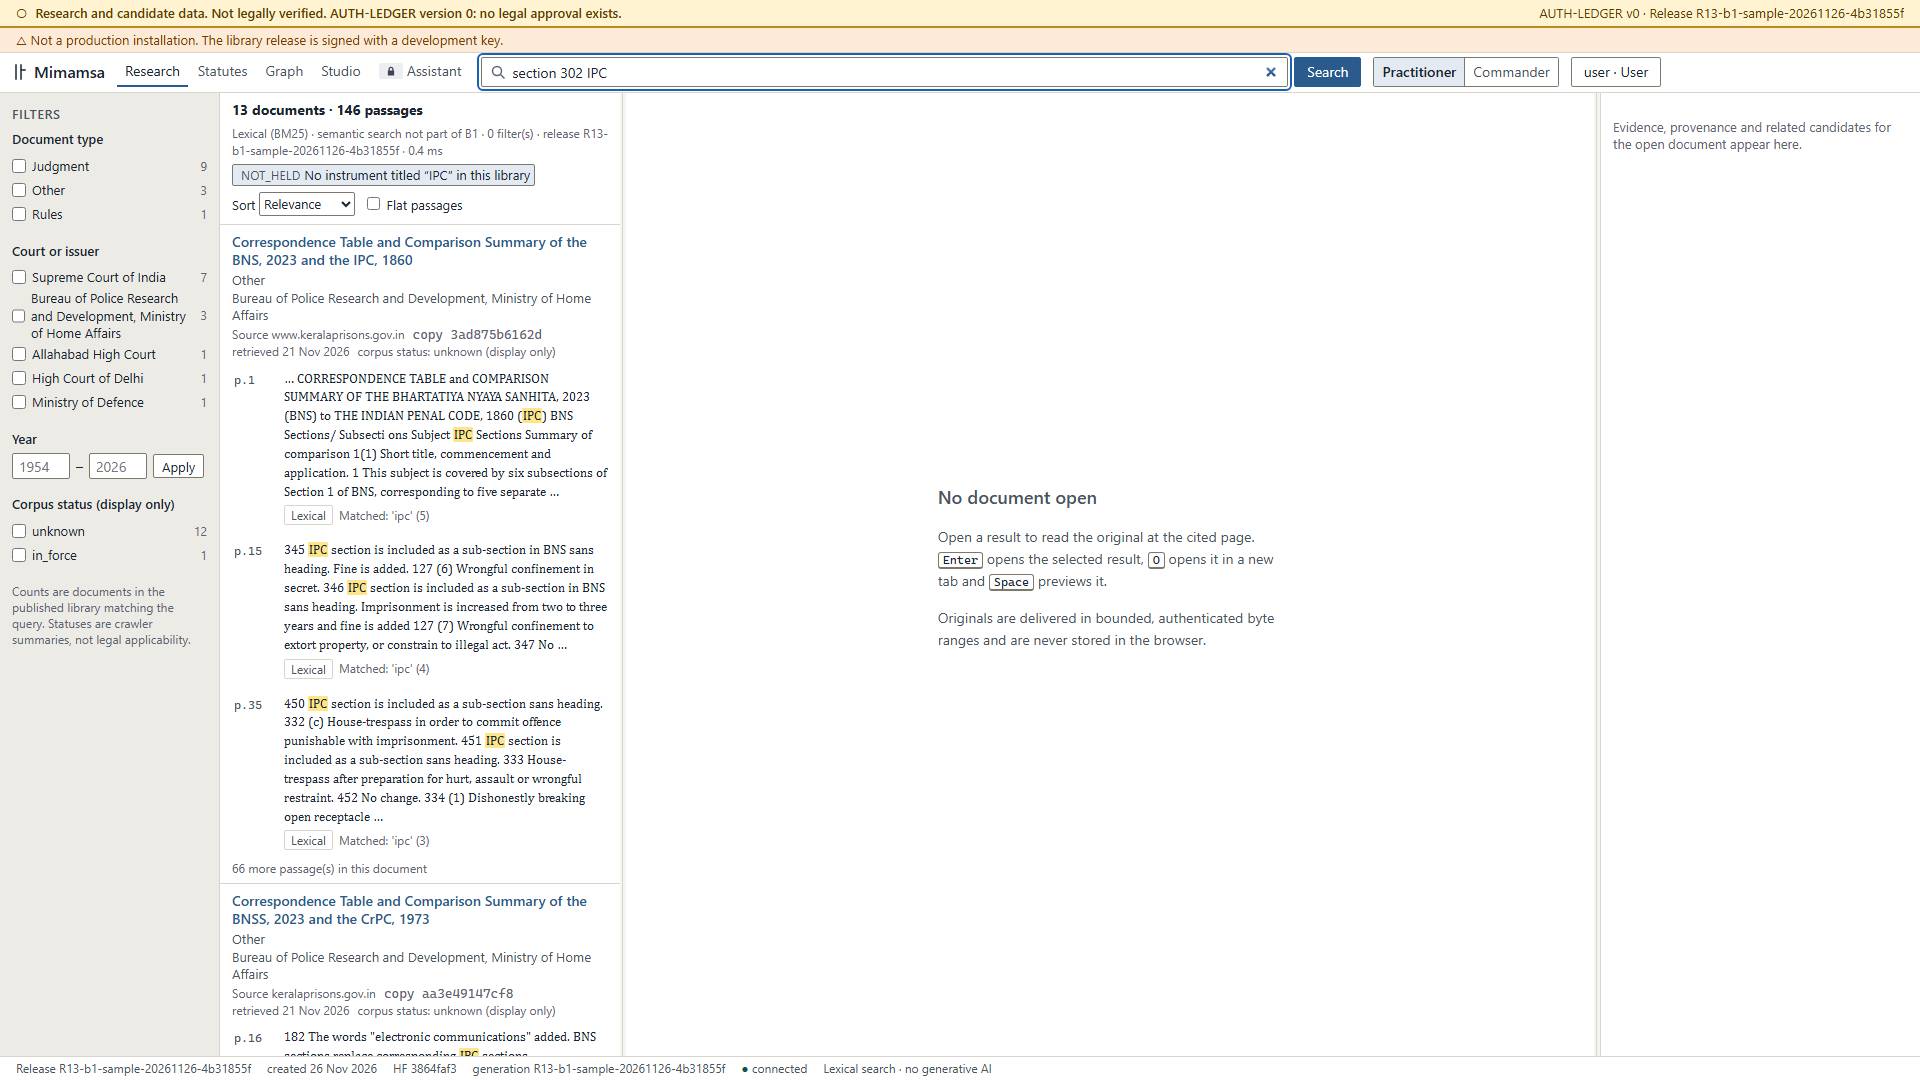 Research and candidate data. Not legally verified. AUTH-LEDGER version 0: no legal approval exists.
AUTH-LEDGER v0 · Release R13-b1-sample-20261126-4b31855f
⚠ Not a production installation. The library release is signed with a development key.
Mimamsa
Research
Statutes
Graph
Studio
Assistant
section 302 IPC
Search
Practitioner
Commander
user · User
FILTERS
Document type
Judgment 9
Other 3
Rules 1
Court or issuer
Supreme Court of India 7
Bureau of Police Research
and Development, Ministry 3
of Home Affairs
Allahabad High Court 1
High Court of Delhi 1
Ministry of Defence 1
Year
1954 – 2026 Apply
Corpus status (display only)
unknown 12
in_force 1
Counts are documents in the
published library matching the
query. Statuses are crawler
summaries, not legal applicability.
13 documents · 146 passages
Lexical (BM25) · semantic search not part of B1 · 0 filter(s) · release R13-
b1-sample-20261126-4b31855f · 0.4 ms
NOT_HELD No instrument titled “IPC” in this library
Sort Relevance Flat passages
Correspondence Table and Comparison Summary of the
BNS, 2023 and the IPC, 1860
Other
Bureau of Police Research and Development, Ministry of Home
Affairs
Source www.keralaprisons.gov.in copy 3ad875b6162d
retrieved 21 Nov 2026 corpus status: unknown (display only)
p.1 ... CORRESPONDENCE TABLE and COMPARISON
SUMMARY OF THE BHARTATIYA NYAYA SANHITA, 2023
(BNS) to THE INDIAN PENAL CODE, 1860 (IPC) BNS
Sections/ Subsecti ons Subject IPC Sections Summary of
comparison 1(1) Short title, commencement and
application. 1 This subject is covered by six subsections of
Section 1 of BNS, corresponding to five separate ...
Lexical Matched: 'ipc' (5)
p.15 345 IPC section is included as a sub-section in BNS sans
heading. Fine is added. 127 (6) Wrongful confinement in
secret. 346 IPC section is included as a sub-section in BNS
sans heading. Imprisonment is increased from two to three
years and fine is added 127 (7) Wrongful confinement to
extort property, or constrain to illegal act. 347 No ...
Lexical Matched: 'ipc' (4)
p.35 450 IPC section is included as a sub-section sans heading.
332 (c) House-trespass in order to commit offence
punishable with imprisonment. 451 IPC section is
included as a sub-section sans heading. 333 House-
trespass after preparation for hurt, assault or wrongful
restraint. 452 No change. 334 (1) Dishonestly breaking
open receptacle ...
Lexical Matched: 'ipc' (3)
66 more passage(s) in this document
Correspondence Table and Comparison Summary of the
BNSS, 2023 and the CrPC, 1973
Other
Bureau of Police Research and Development, Ministry of Home
Affairs
Source keralaprisons.gov.in copy aa3e49147cf8
retrieved 21 Nov 2026 corpus status: unknown (display only)
p.16 182 The words "electronic communications" added. BNS
sections replace corresponding IPC sections
No document open
Open a result to read the original at the cited page.
Enter opens the selected result, O opens it in a new
tab and Space previews it.
Originals are delivered in bounded, authenticated byte
ranges and are never stored in the browser.
Evidence, provenance and related candidates for
the open document appear here.
Release R13-b1-sample-20261126-4b31855f created 26 Nov 2026 HF 3864faf3 generation R13-b1-sample-20261126-4b31855f ● connected Lexical search · no generative AI